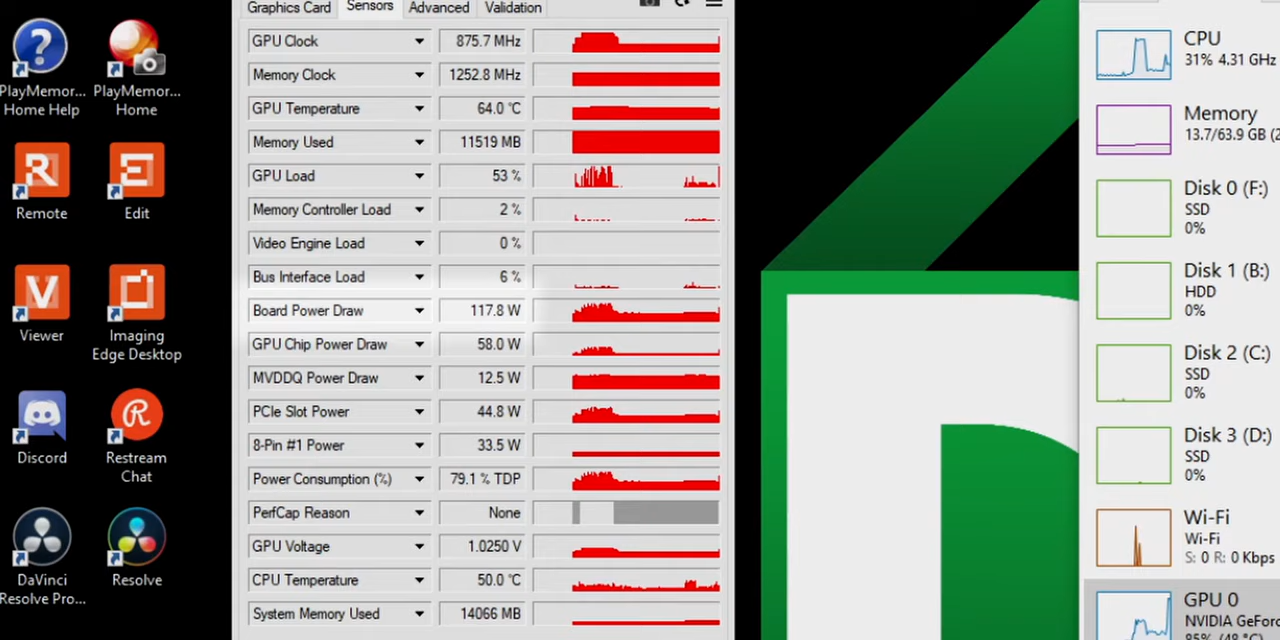 PlayMemor...
Home Help
PlayMemor...
Home
Remote
Edit
Viewer
Imaging
Edge Desktop
Discord
Restream
Chat
DaVinci
Resolve Pro...
Resolve
Graphics Card
Sensors
Advanced
Validation
GPU Clock 875.7 MHz
Memory Clock 1252.8 MHz
GPU Temperature 64.0 °C
Memory Used 11519 MB
GPU Load 53 %
Memory Controller Load 2 %
Video Engine Load 0 %
Bus Interface Load 6 %
Board Power Draw 117.8 W
GPU Chip Power Draw 58.0 W
MVDDQ Power Draw 12.5 W
PCIe Slot Power 44.8 W
8-Pin #1 Power 33.5 W
Power Consumption (%) 79.1 % TDP
PerfCap Reason None
GPU Voltage 1.0250 V
CPU Temperature 50.0 °C
System Memory Used 14066 MB
CPU
31% 4.31 GHz
Memory
13.7/63.9 GB (2
Disk 0 (F:)
SSD
0%
Disk 1 (B:)
HDD
0%
Disk 2 (C:)
SSD
0%
Disk 3 (D:)
SSD
0%
Wi-Fi
Wi-Fi
S: 0 R: 0 Kbps
GPU 0
NVIDIA GeForc
85% (48 °C)